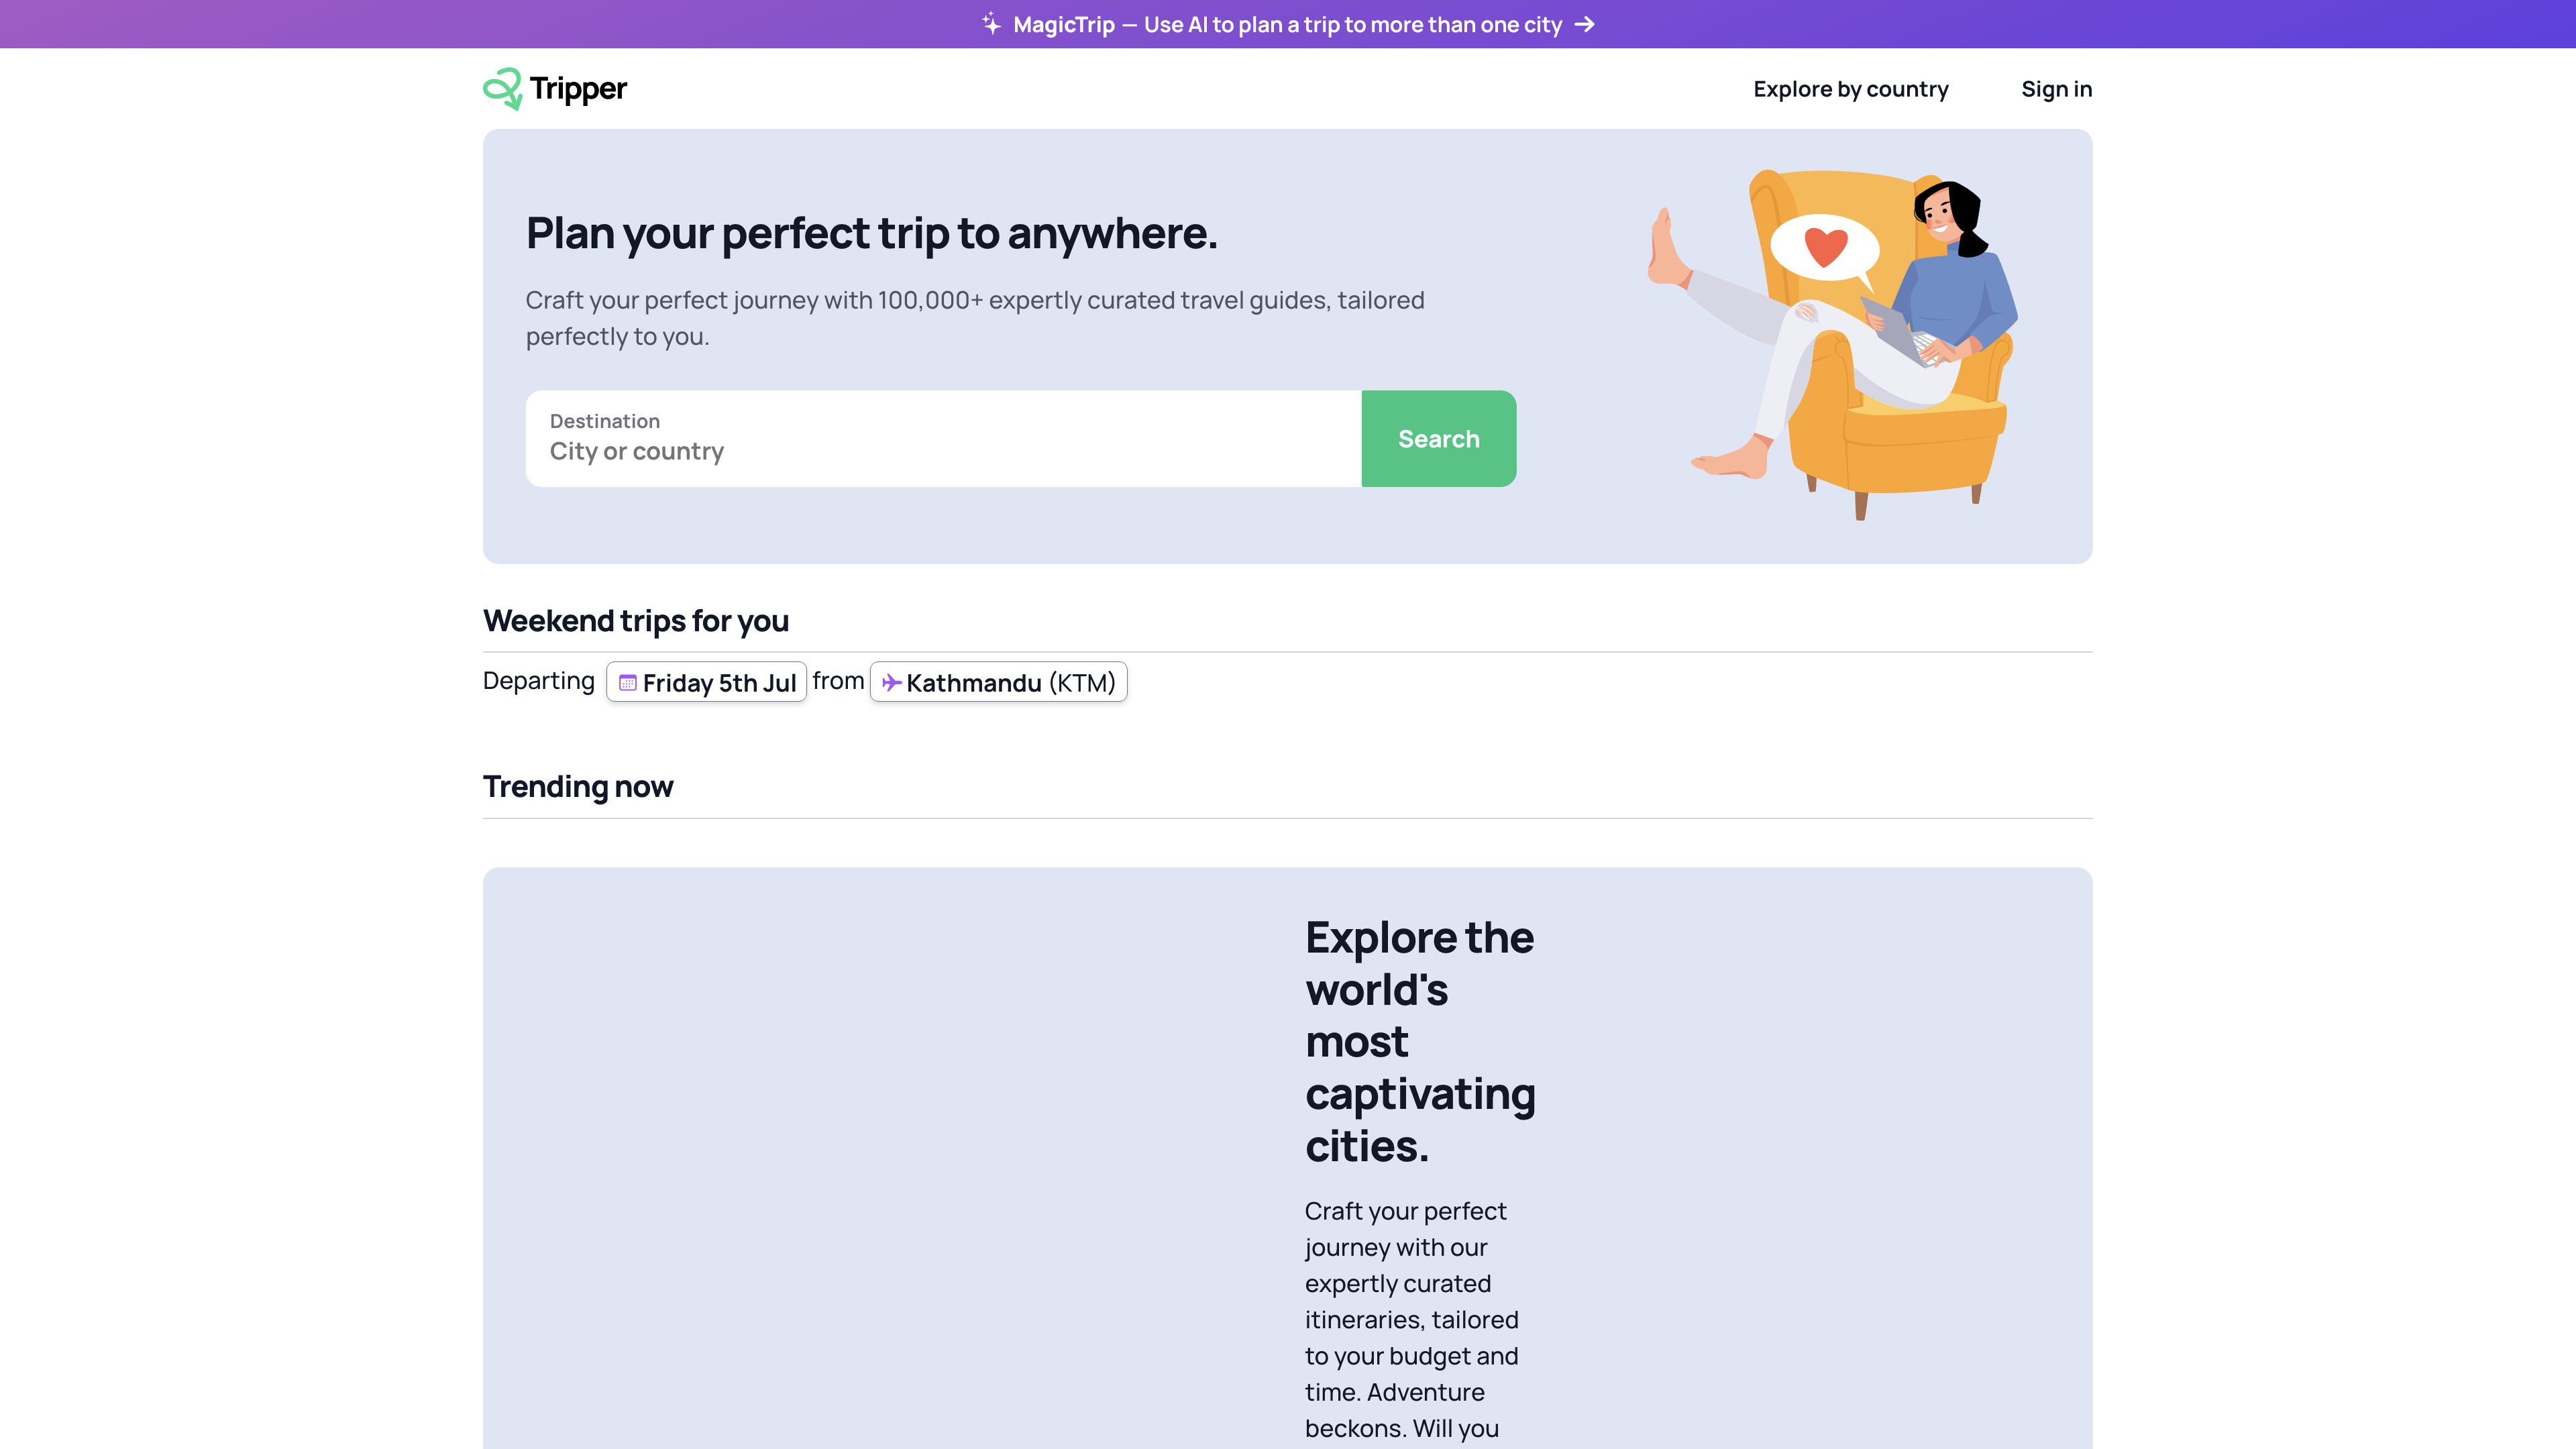 MagicTrip — Use AI to plan a trip to more than one city
Tripper
Explore by country
Sign in
Plan your perfect trip to anywhere.
Craft your perfect journey with 100,000+ expertly curated travel guides, tailored
perfectly to you.
Destination
City or country
Search
Weekend trips for you
Departing Friday 5th Jul from Kathmandu (KTM)
Trending now
Explore the
world's
most
captivating
cities.
Craft your perfect
journey with our
expertly curated
itineraries, tailored
to your budget and
time. Adventure
beckons. Will you